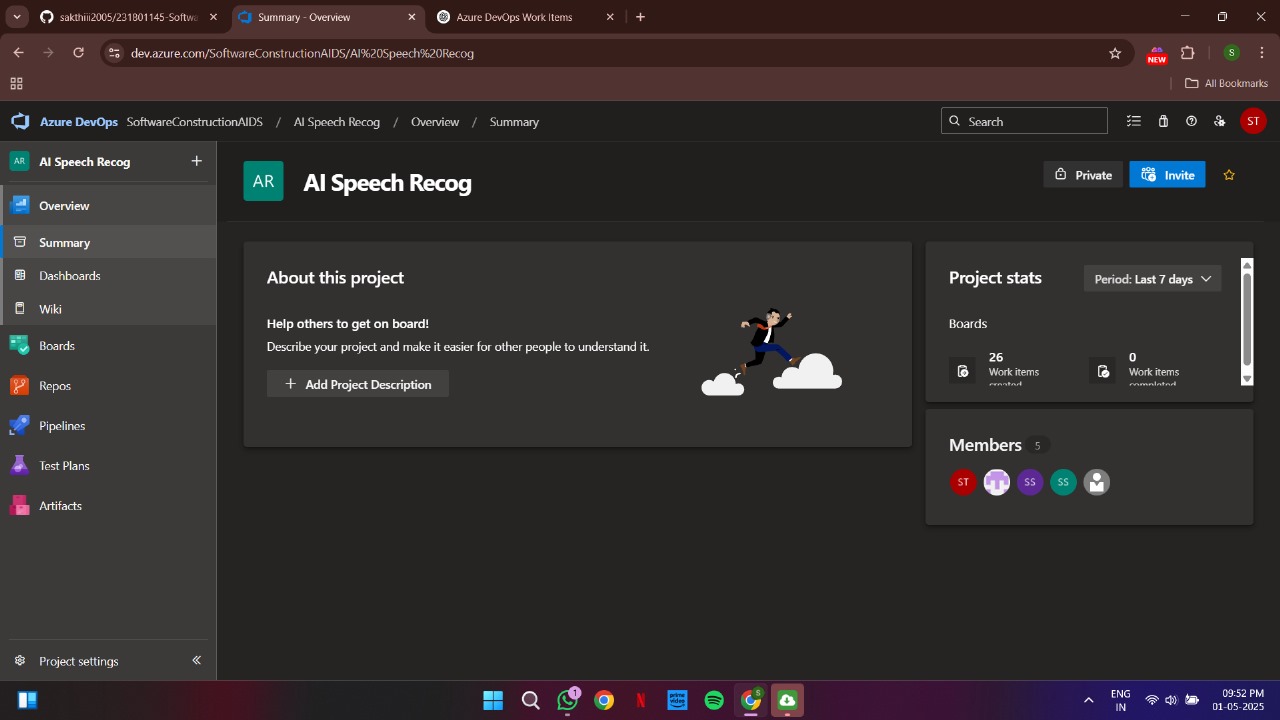 sakthiii2005/231801145-Softwa
Summary - Overview
Azure DevOps Work Items
dev.azure.com/SoftwareConstructionAIDS/AI%20Speech%20Recog
NEW
S
All Bookmarks
Azure DevOps SoftwareConstructionAIDS / AI Speech Recog / Overview / Summary
Search
ST
AR AI Speech Recog
Overview
Summary
Dashboards
Wiki
Boards
Repos
Pipelines
Test Plans
Artifacts
Project settings
AR AI Speech Recog
Private
Invite
About this project
Help others to get on board!
Describe your project and make it easier for other people to understand it.
Add Project Description
Project stats
Period: Last 7 days
Boards
26
Work items
created
0
Work items
completed
Members 5
ST SS SS
1
N
prime video
S
ENG
IN
09:52 PM
01-05-2025